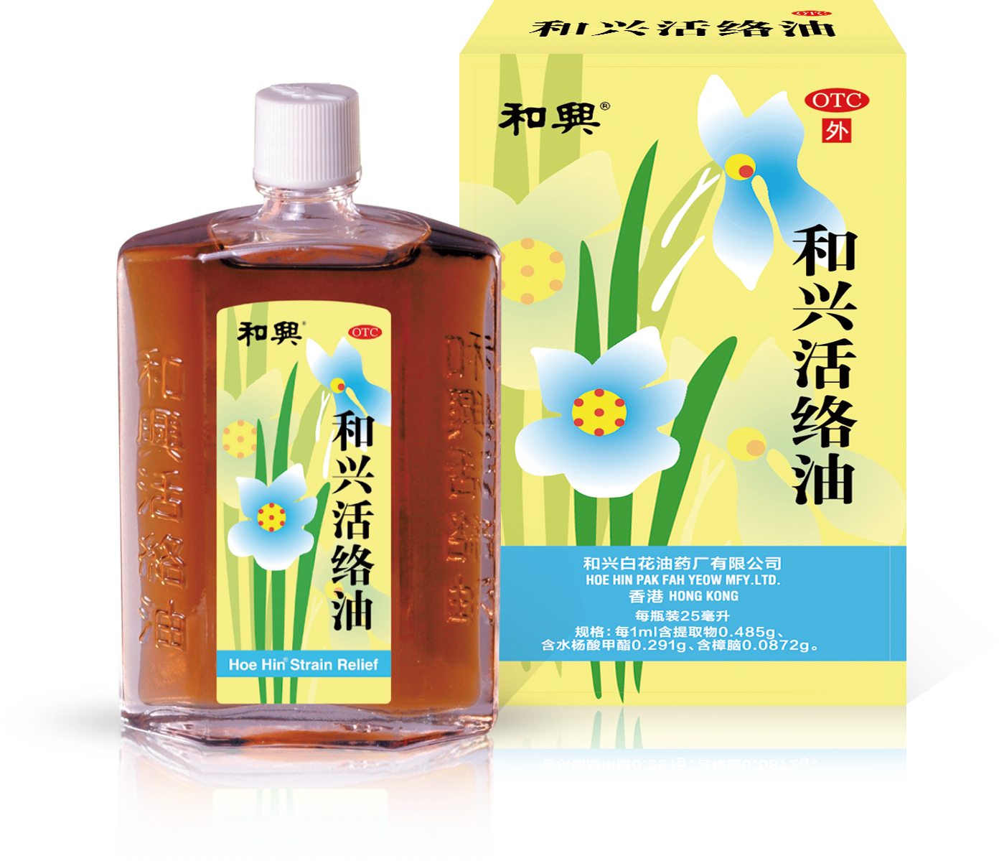 OTC
和兴活络油
和興®
OTC
外
和兴活络油
和兴白花油药厂有限公司
HOE HIN PAK FAH YEOW MFY.LTD.
香港 HONG KONG
每瓶装25毫升
规格：每1ml含提取物0.485g、
含水杨酸甲酯0.291g、含樟脑0.0872g。
和興®
OTC
和兴活络油
Hoe Hin® Strain Relief
和興活絡油